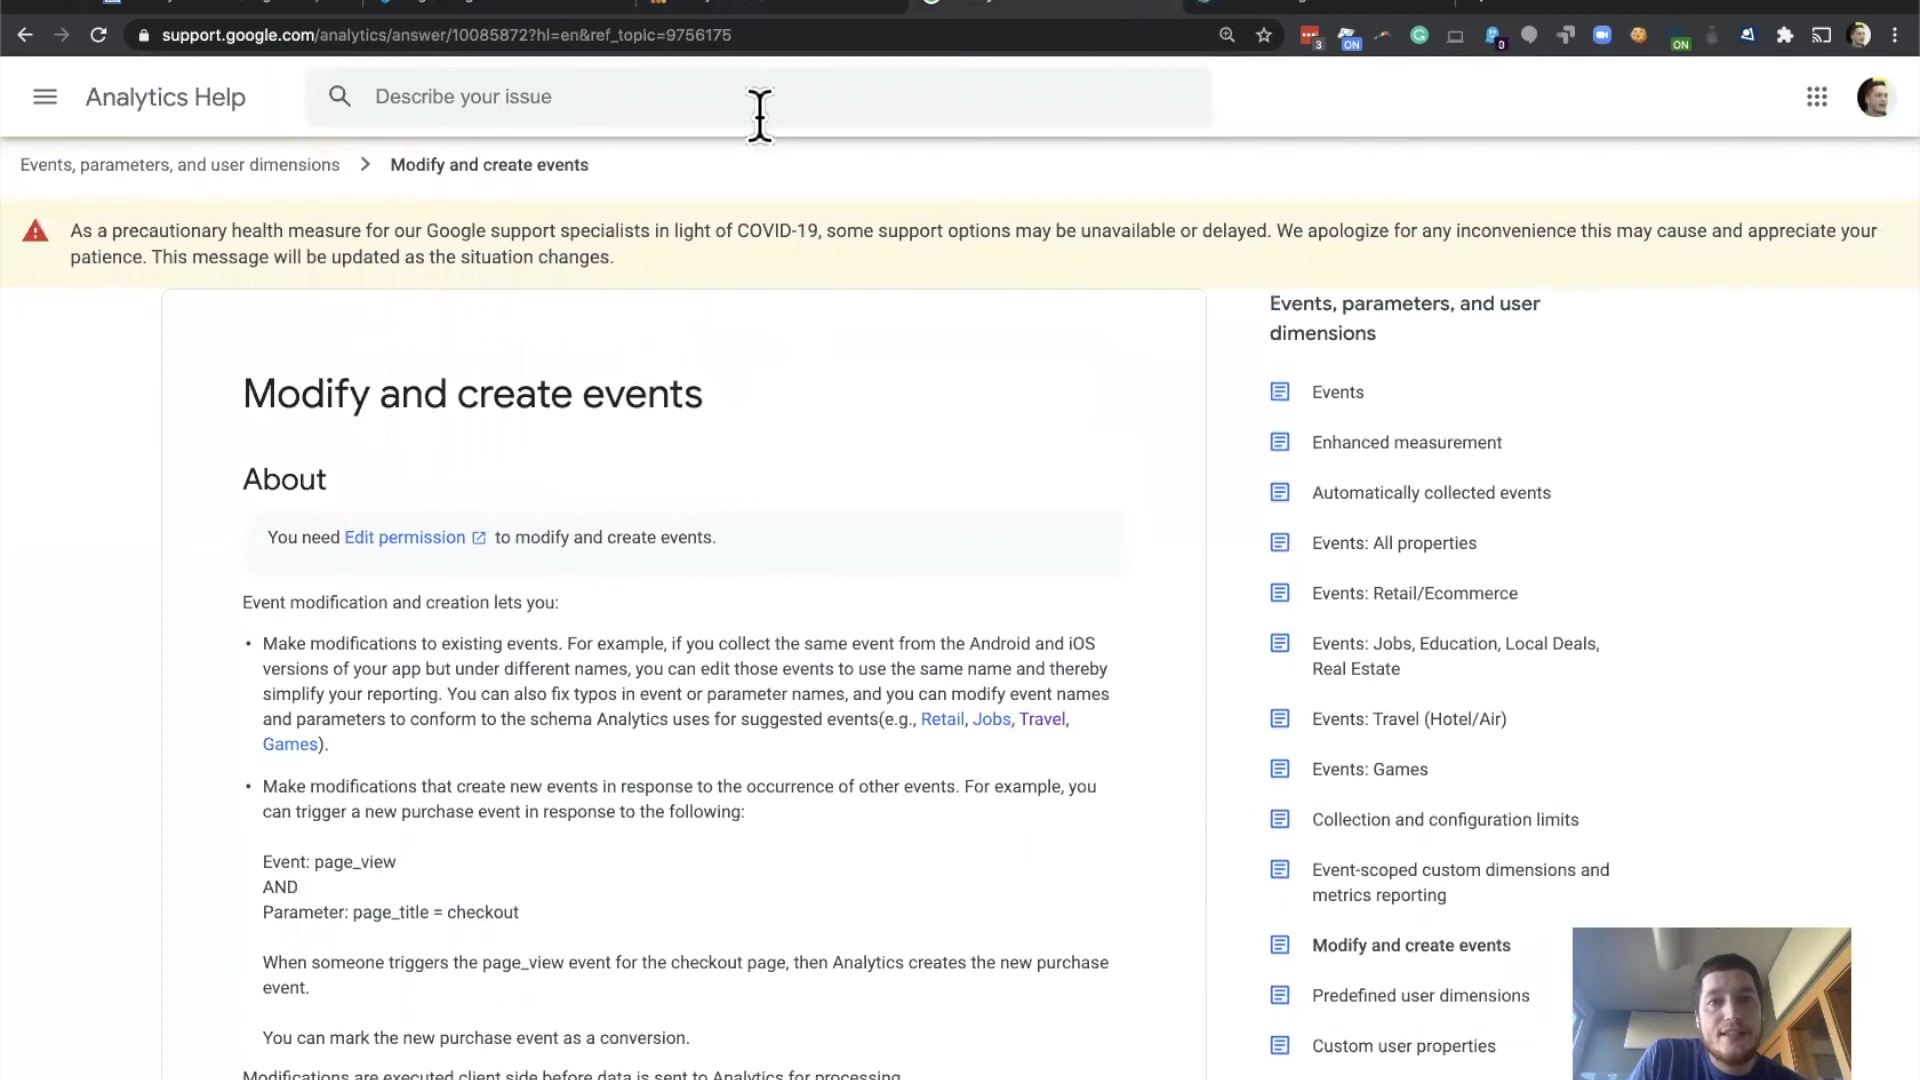 support.google.com/analytics/answer/10085872?hl=en&ref_topic=9756175
3
ON
0
ON
Analytics Help
Describe your issue
Events, parameters, and user dimensions
Modify and create events
As a precautionary health measure for our Google support specialists in light of COVID-19, some support options may be unavailable or delayed. We apologize for any inconvenience this may cause and appreciate your
patience. This message will be updated as the situation changes.
Modify and create events
About
You need Edit permission to modify and create events.
Event modification and creation lets you:
• Make modifications to existing events. For example, if you collect the same event from the Android and iOS
versions of your app but under different names, you can edit those events to use the same name and thereby
simplify your reporting. You can also fix typos in event or parameter names, and you can modify event names
and parameters to conform to the schema Analytics uses for suggested events(e.g., Retail, Jobs, Travel,
Games).
• Make modifications that create new events in response to the occurrence of other events. For example, you
can trigger a new purchase event in response to the following:
Event: page_view
AND
Parameter: page_title = checkout
When someone triggers the page_view event for the checkout page, then Analytics creates the new purchase
event.
You can mark the new purchase event as a conversion.
Modifications are executed client side before data is sent to Analytics for processing.
Events, parameters, and user
dimensions
Events
Enhanced measurement
Automatically collected events
Events: All properties
Events: Retail/Ecommerce
Events: Jobs, Education, Local Deals,
Real Estate
Events: Travel (Hotel/Air)
Events: Games
Collection and configuration limits
Event-scoped custom dimensions and
metrics reporting
Modify and create events
Predefined user dimensions
Custom user properties